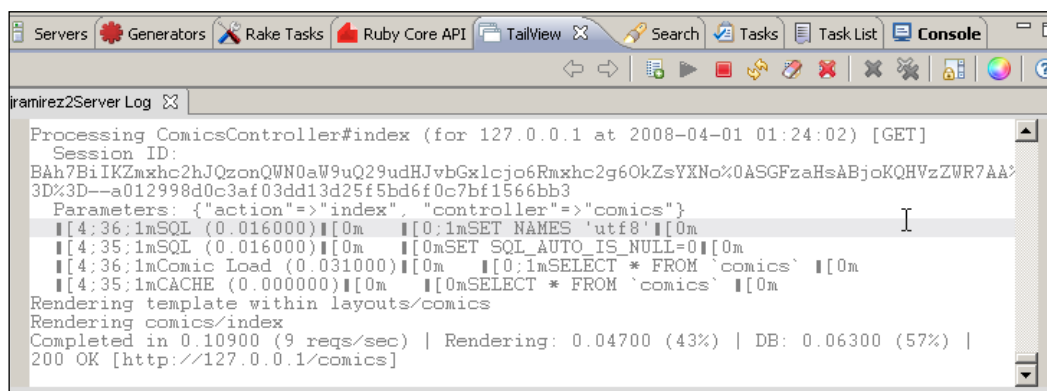 Servers Generators Rake Tasks Ruby Core API TailView Search Tasks Task List Console
jramirez2Server Log
Processing ComicsController#index (for 127.0.0.1 at 2008-04-01 01:24:02) [GET]
Session ID:
BAh7BiIKZmxhc2hJQzonQWN0aW9uQ29udHJvbGxlcjo6Rmxhc2g6OkZsYXNo%0ASGFzaHsABjoKQHVzZWR7AA%
3D%3D--a012998d0c3af03dd13d25f5bd6f0c7bf1566bb3
Parameters: {"action"=>"index", "controller"=>"comics"}
[4;36;1mSQL (0.016000)[0m [0;1mSET NAMES 'utf8'[0m
[4;35;1mSQL (0.016000)[0m [0mSET SQL_AUTO_IS_NULL=0[0m
[4;36;1mComic Load (0.031000)[0m [0;1mSELECT * FROM `comics` [0m
[4;35;1mCACHE (0.000000)[0m [0mSELECT * FROM `comics` [0m
Rendering template within layouts/comics
Rendering comics/index
Completed in 0.10900 (9 reqs/sec) | Rendering: 0.04700 (43%) | DB: 0.06300 (57%) |
200 OK [http://127.0.0.1/comics]